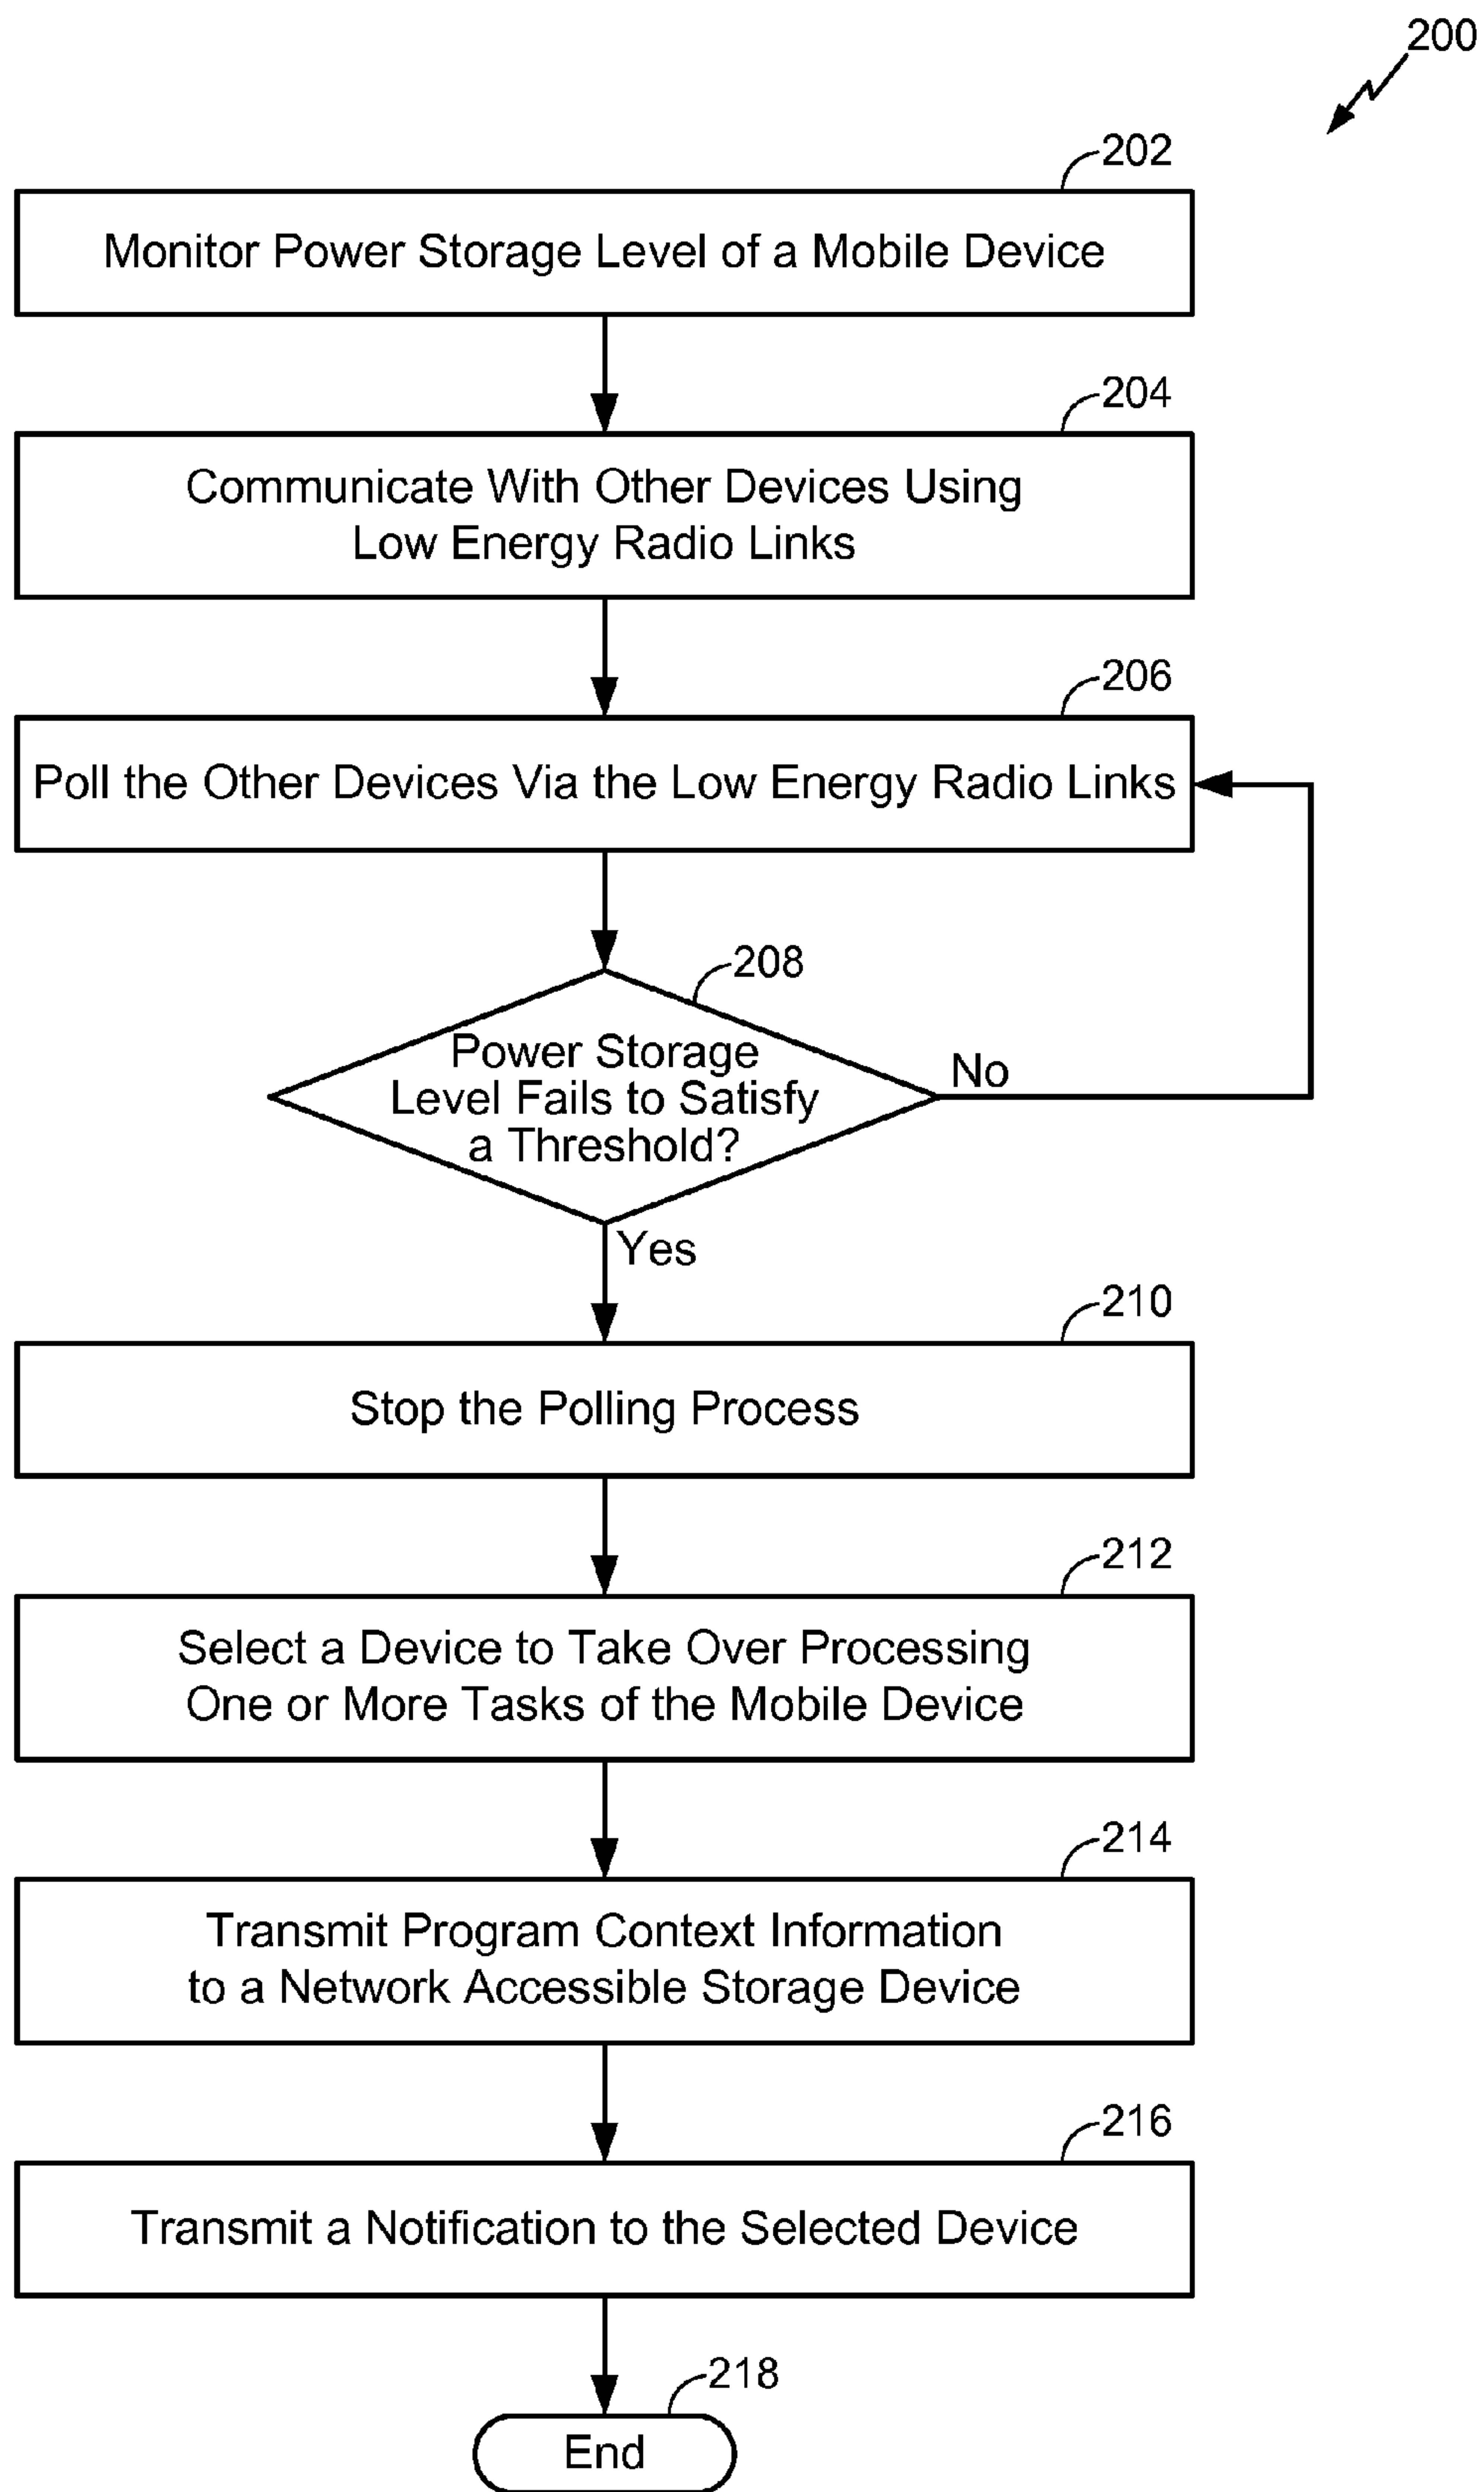 200
202
Monitor Power Storage Level of a Mobile Device
204
Communicate With Other Devices Using
Low Energy Radio Links
206
Poll the Other Devices Via the Low Energy Radio Links
208
Power Storage
Level Fails to Satisfy
a Threshold?
No
Yes
210
Stop the Polling Process
212
Select a Device to Take Over Processing
One or More Tasks of the Mobile Device
214
Transmit Program Context Information
to a Network Accessible Storage Device
216
Transmit a Notification to the Selected Device
218
End